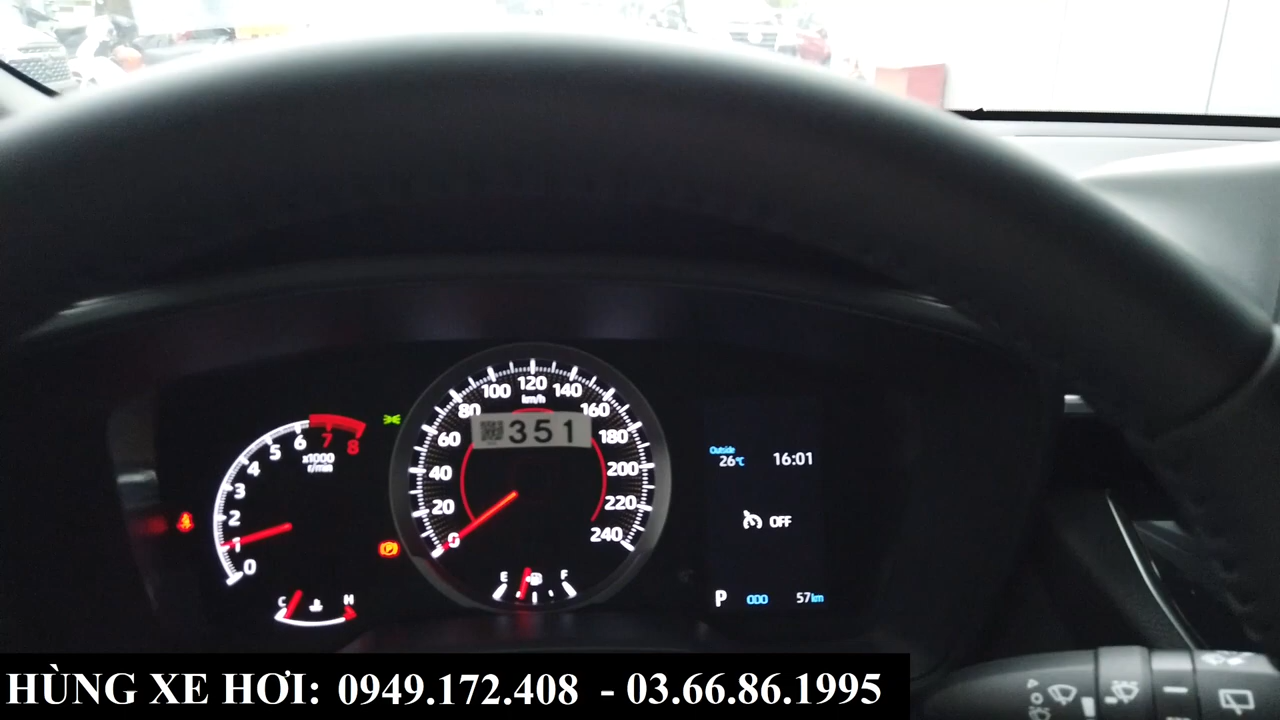 100 120 140
km/h
80 160
351
60 180
40 200
20 220
0 240
E F
6 7 8
5
4
x1000
r/min
3
2
1
0
C H
P
Outside
26°C 16:01
OFF
P ODO 57km
HÙNG XE HƠI: 0949.172.408 - 03.66.86.1995